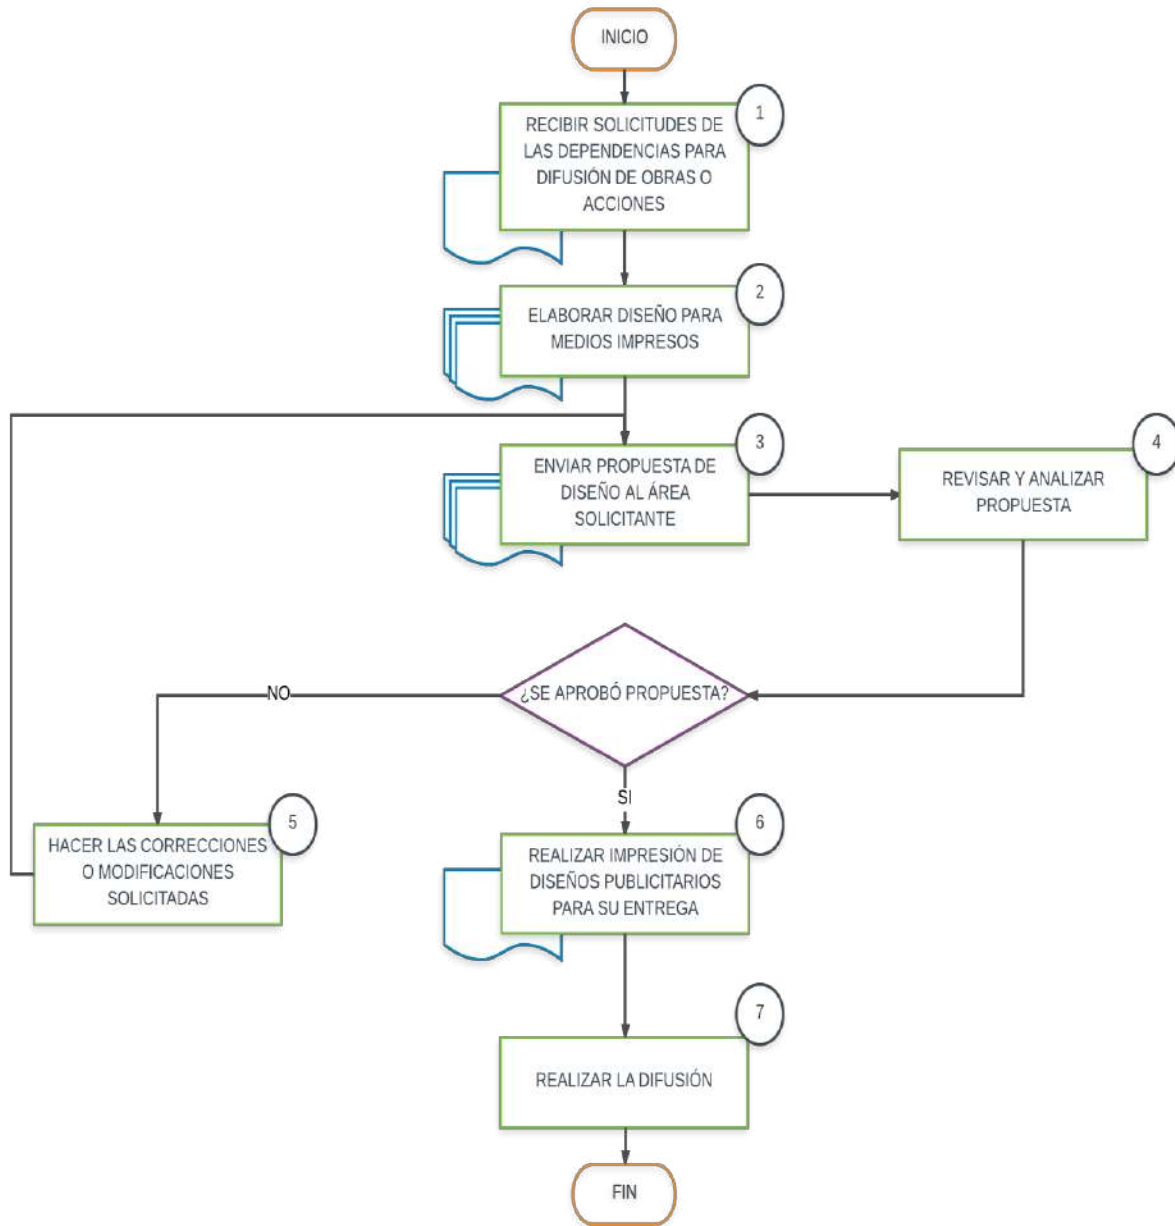 INICIO
1
RECIBIR SOLICITUDES DE
LAS DEPENDENCIAS PARA
DIFUSIÓN DE OBRAS O
ACCIONES
2
ELABORAR DISEÑO PARA
MEDIOS IMPRESOS
3
ENVIAR PROPUESTA DE
DISEÑO AL ÁREA
SOLICITANTE
4
REVISAR Y ANALIZAR
PROPUESTA
¿SE APROBÓ PROPUESTA?
NO
SI
5
HACER LAS CORRECCIONES
O MODIFICACIONES
SOLICITADAS
6
REALIZAR IMPRESIÓN DE
DISEÑOS PUBLICITARIOS
PARA SU ENTREGA
7
REALIZAR LA DIFUSIÓN
FIN